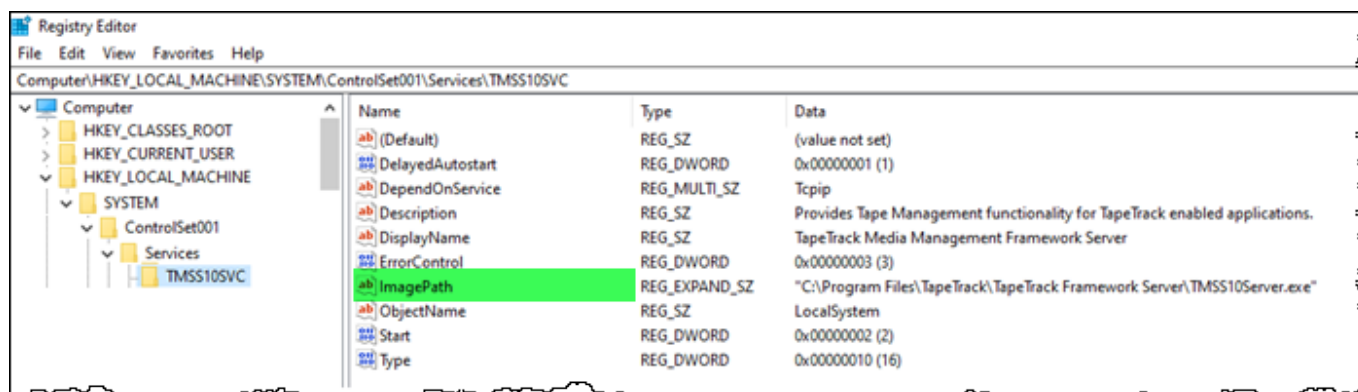 Registry Editor
File Edit View Favorites Help
Computer\HKEY_LOCAL_MACHINE\SYSTEM\ControlSet001\Services\TMSS10SVC
Computer
HKEY_CLASSES_ROOT
HKEY_CURRENT_USER
HKEY_LOCAL_MACHINE
SYSTEM
ControlSet001
Services
TMSS10SVC
Name Type Data
(Default) REG_SZ (value not set)
DelayedAutostart REG_DWORD 0x00000001 (1)
DependOnService REG_MULTI_SZ Tcpip
Description REG_SZ Provides Tape Management functionality for TapeTrack enabled applications.
DisplayName REG_SZ TapeTrack Media Management Framework Server
ErrorControl REG_DWORD 0x00000003 (3)
ImagePath REG_EXPAND_SZ "C:\Program Files\TapeTrack\TapeTrack Framework Server\TMSS10Server.exe"
ObjectName REG_SZ LocalSystem
Start REG_DWORD 0x00000002 (2)
Type REG_DWORD 0x00000010 (16)